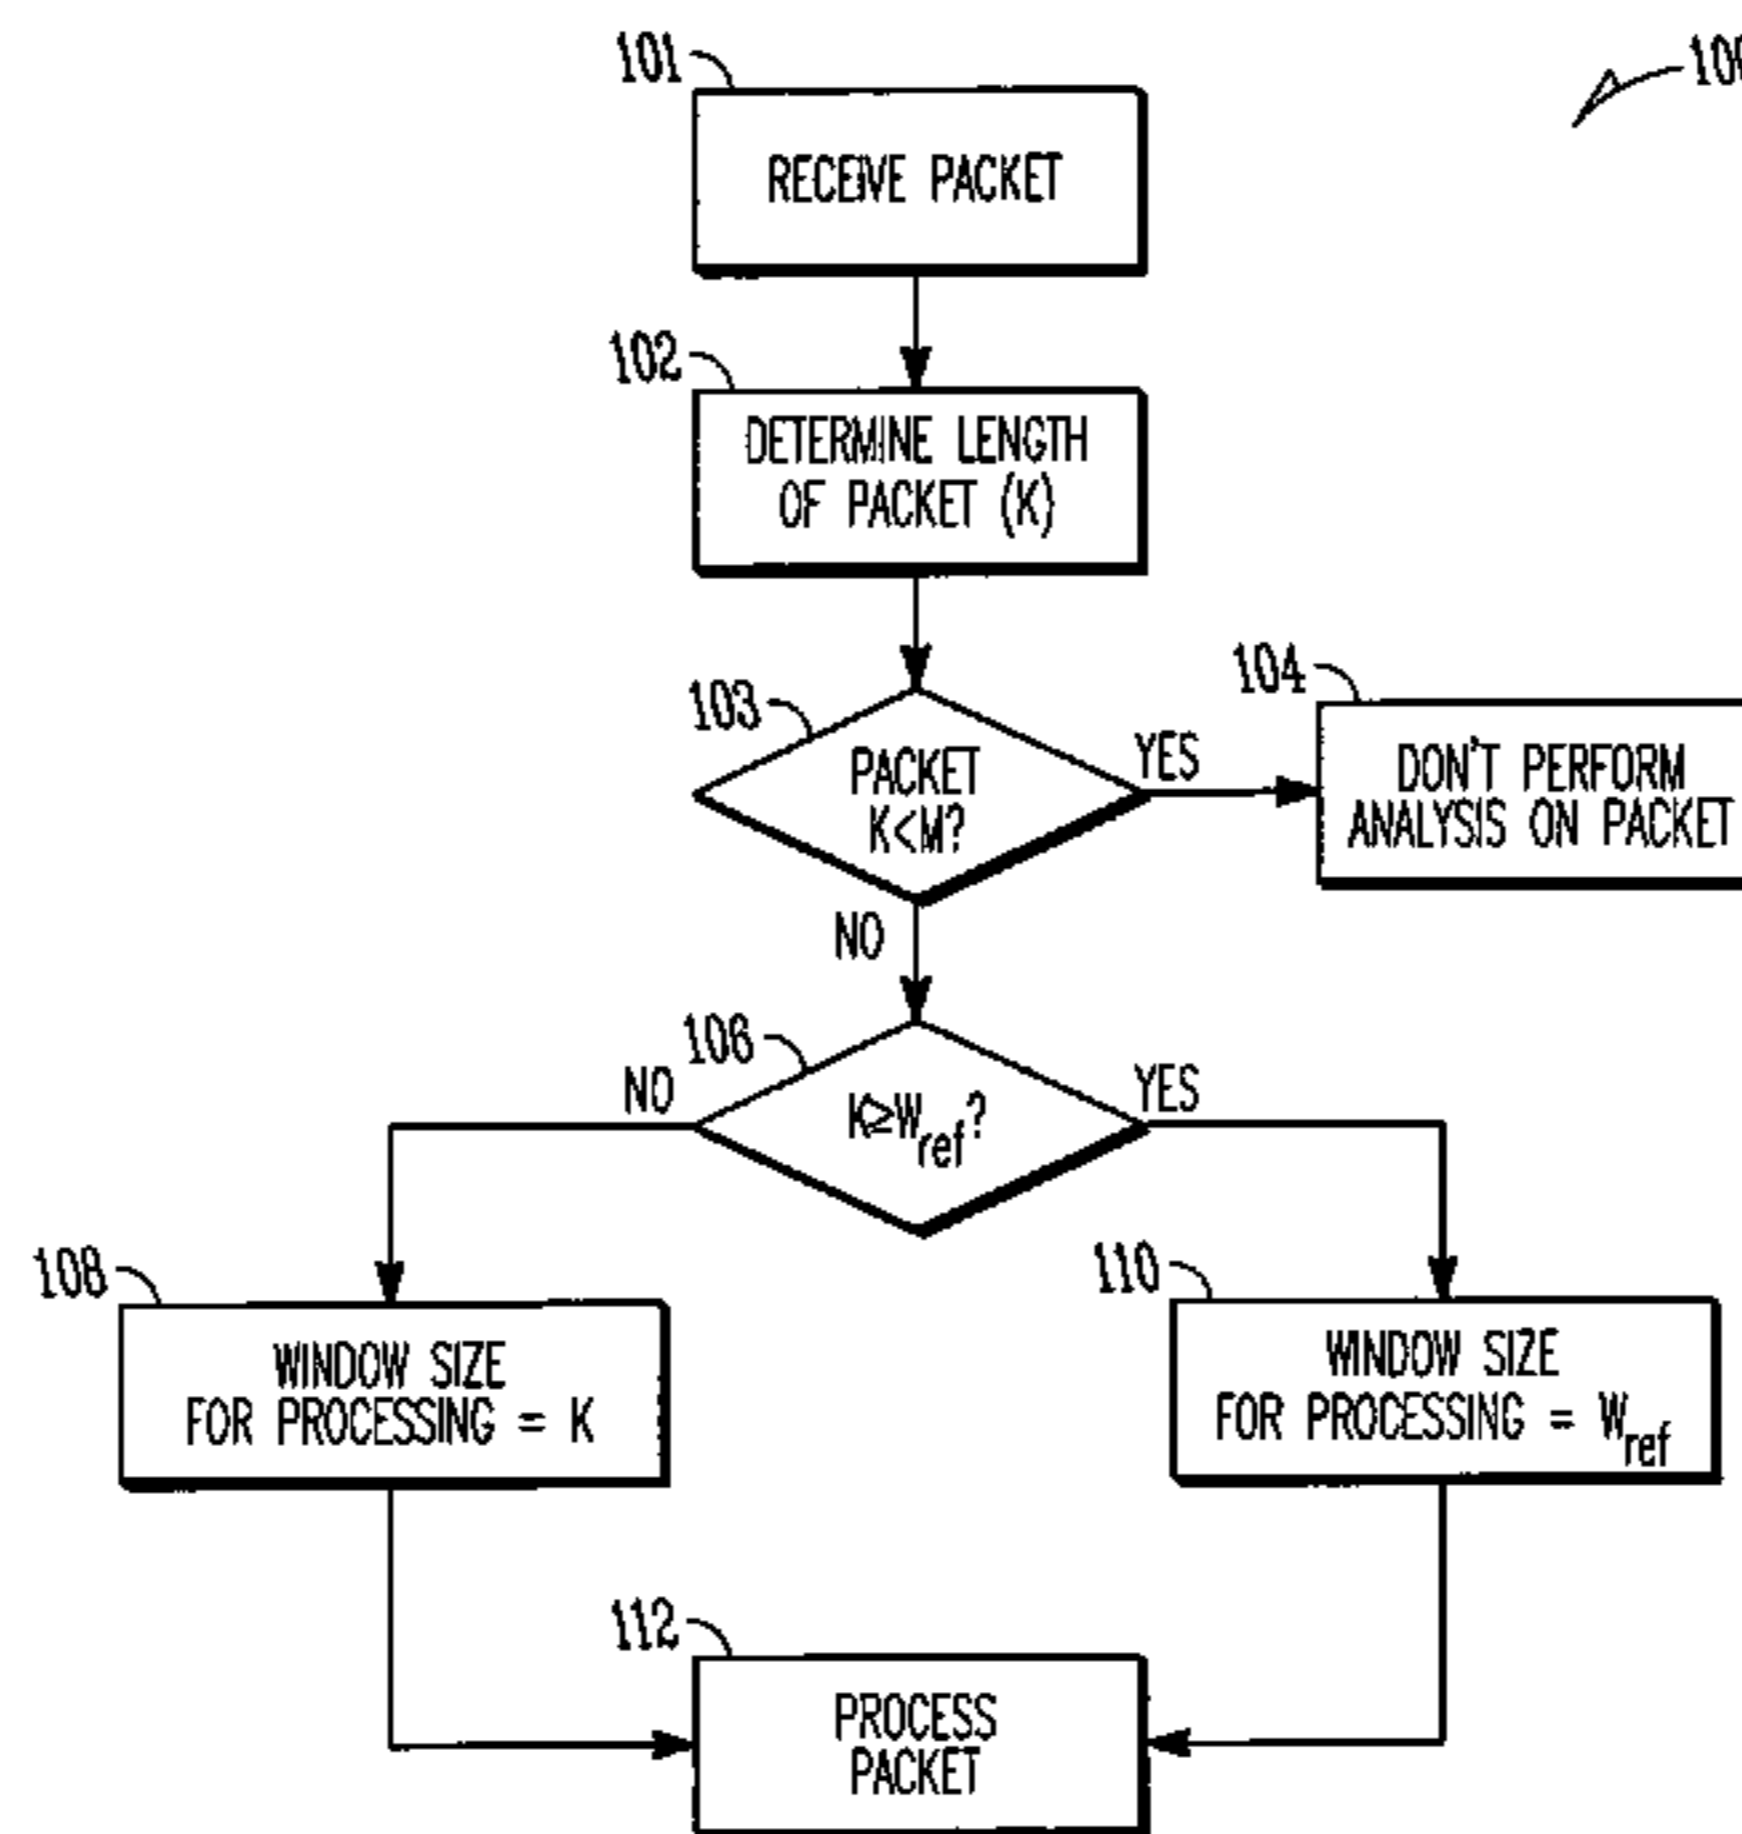 101
100
RECEIVE PACKET
102
DETERMINE LENGTH
OF PACKET (K)
103
PACKET
K<M?
YES
104
DON'T PERFORM
ANALYSIS ON PACKET
NO
106
NO
K≥Wref?
YES
108
WINDOW SIZE
FOR PROCESSING = K
110
WINDOW SIZE
FOR PROCESSING = Wref
112
PROCESS
PACKET